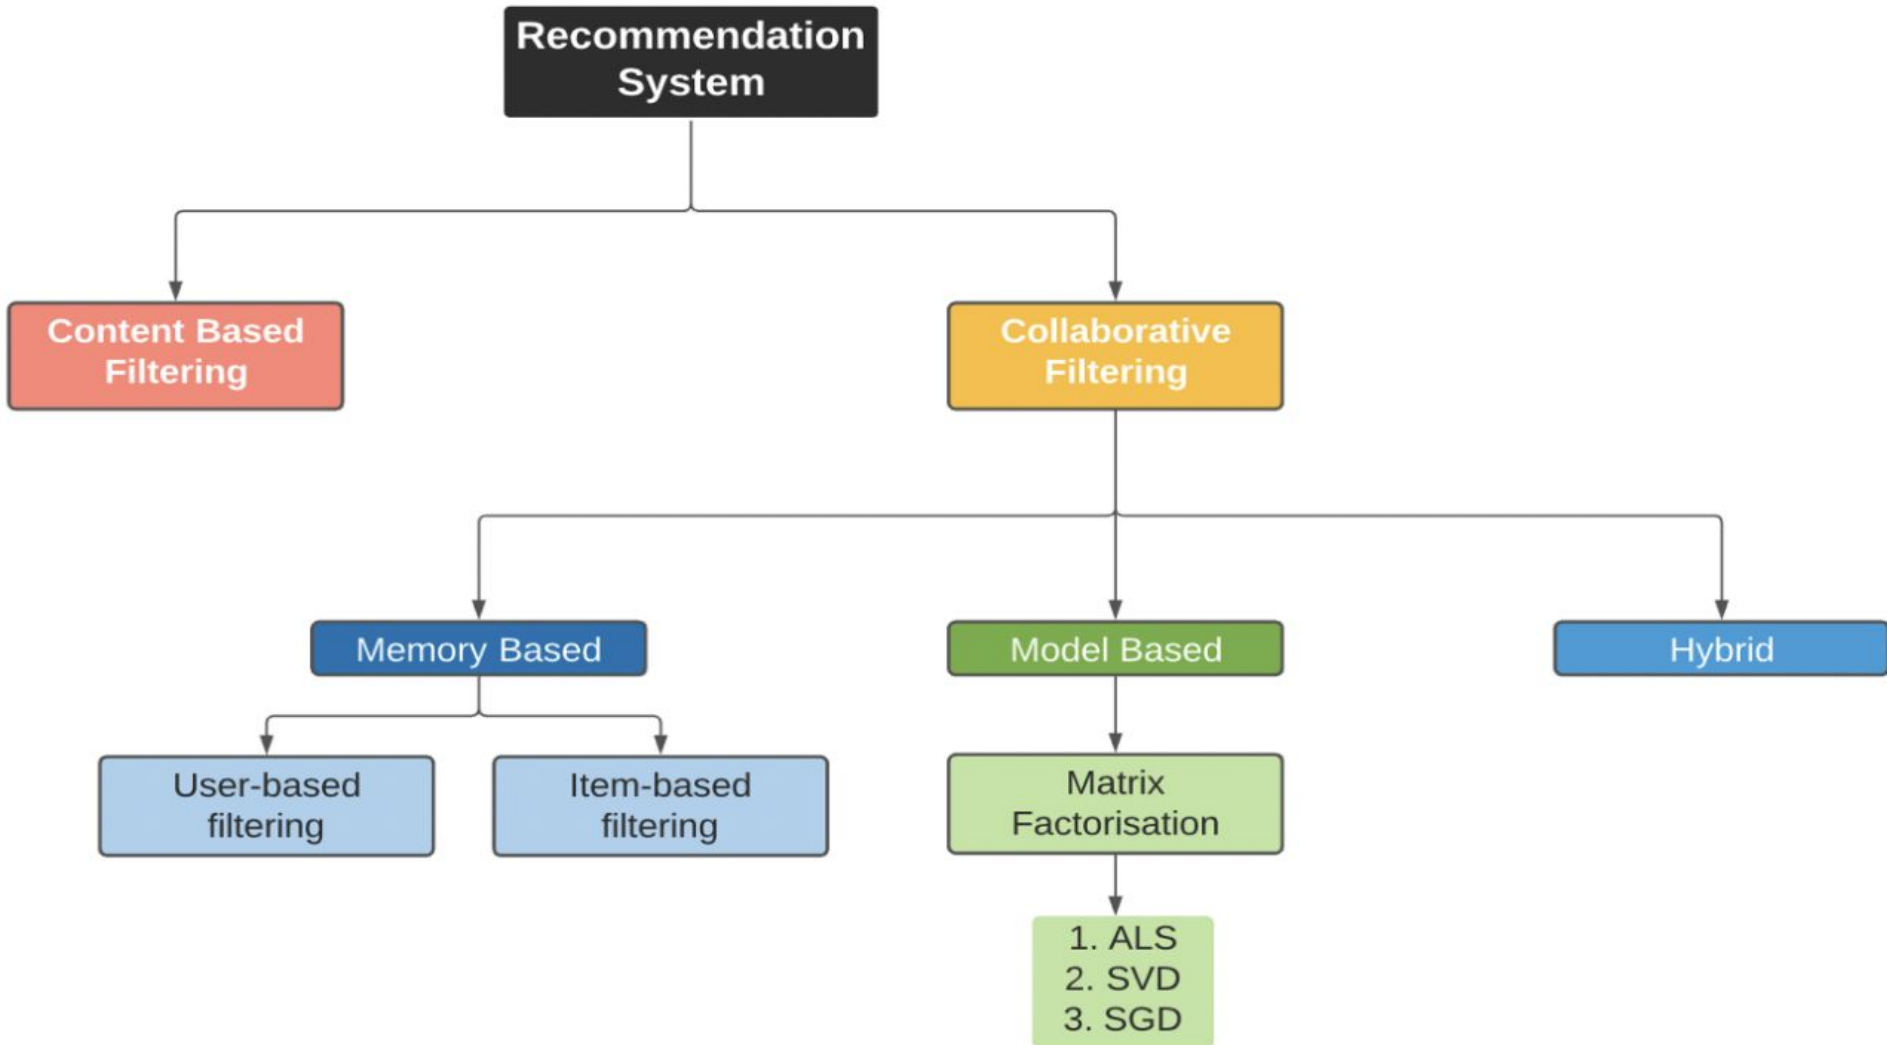 Recommendation
System
Content Based
Filtering
Collaborative
Filtering
Memory Based
Model Based
Hybrid
User-based
filtering
Item-based
filtering
Matrix
Factorisation
1. ALS
2. SVD
3. SGD